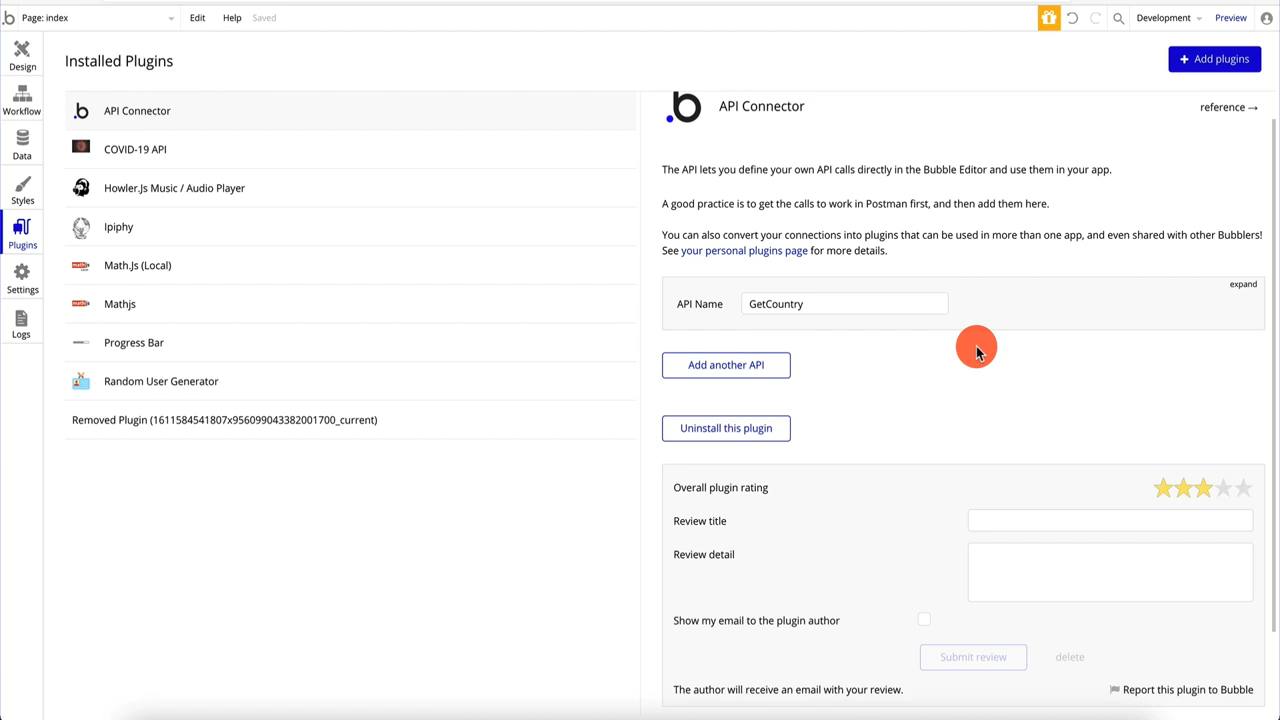 Page: index
Edit
Help
Saved
Development
Preview
Design
Workflow
Data
Styles
Plugins
Settings
Logs
Installed Plugins
+ Add plugins
API Connector
COVID-19 API
Howler.Js Music / Audio Player
Ipiphy
Math.Js (Local)
Mathjs
Progress Bar
Random User Generator
Removed Plugin (1611584541807x956099043382001700_current)
.b API Connector
reference →
The API lets you define your own API calls directly in the Bubble Editor and use them in your app.
A good practice is to get the calls to work in Postman first, and then add them here.
You can also convert your connections into plugins that can be used in more than one app, and even shared with other Bubblers!
See your personal plugins page for more details.
expand
API Name GetCountry
Add another API
Uninstall this plugin
Overall plugin rating
Review title
Review detail
Show my email to the plugin author
Submit review
delete
The author will receive an email with your review.
Report this plugin to Bubble